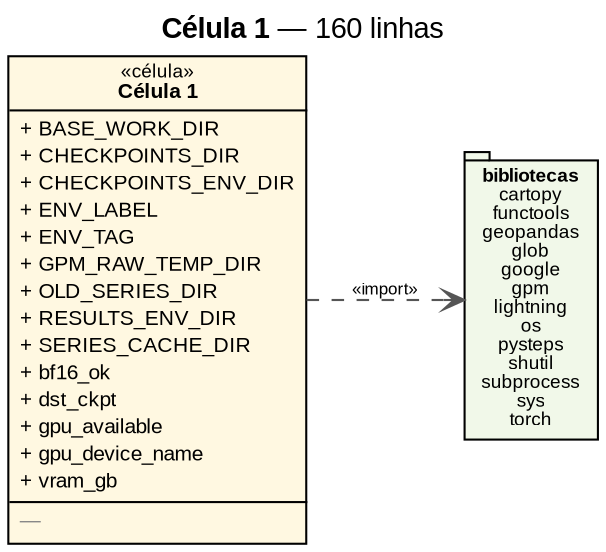 Célula 1 — 160 linhas
«célula»
Célula 1
+ BASE_WORK_DIR
+ CHECKPOINTS_DIR
+ CHECKPOINTS_ENV_DIR
+ ENV_LABEL
+ ENV_TAG
+ GPM_RAW_TEMP_DIR
+ OLD_SERIES_DIR
+ RESULTS_ENV_DIR
+ SERIES_CACHE_DIR
+ bf16_ok
+ dst_ckpt
+ gpu_available
+ gpu_device_name
+ vram_gb
—
«import»
bibliotecas
cartopy
functools
geopandas
glob
google
gpm
lightning
os
pysteps
shutil
subprocess
sys
torch